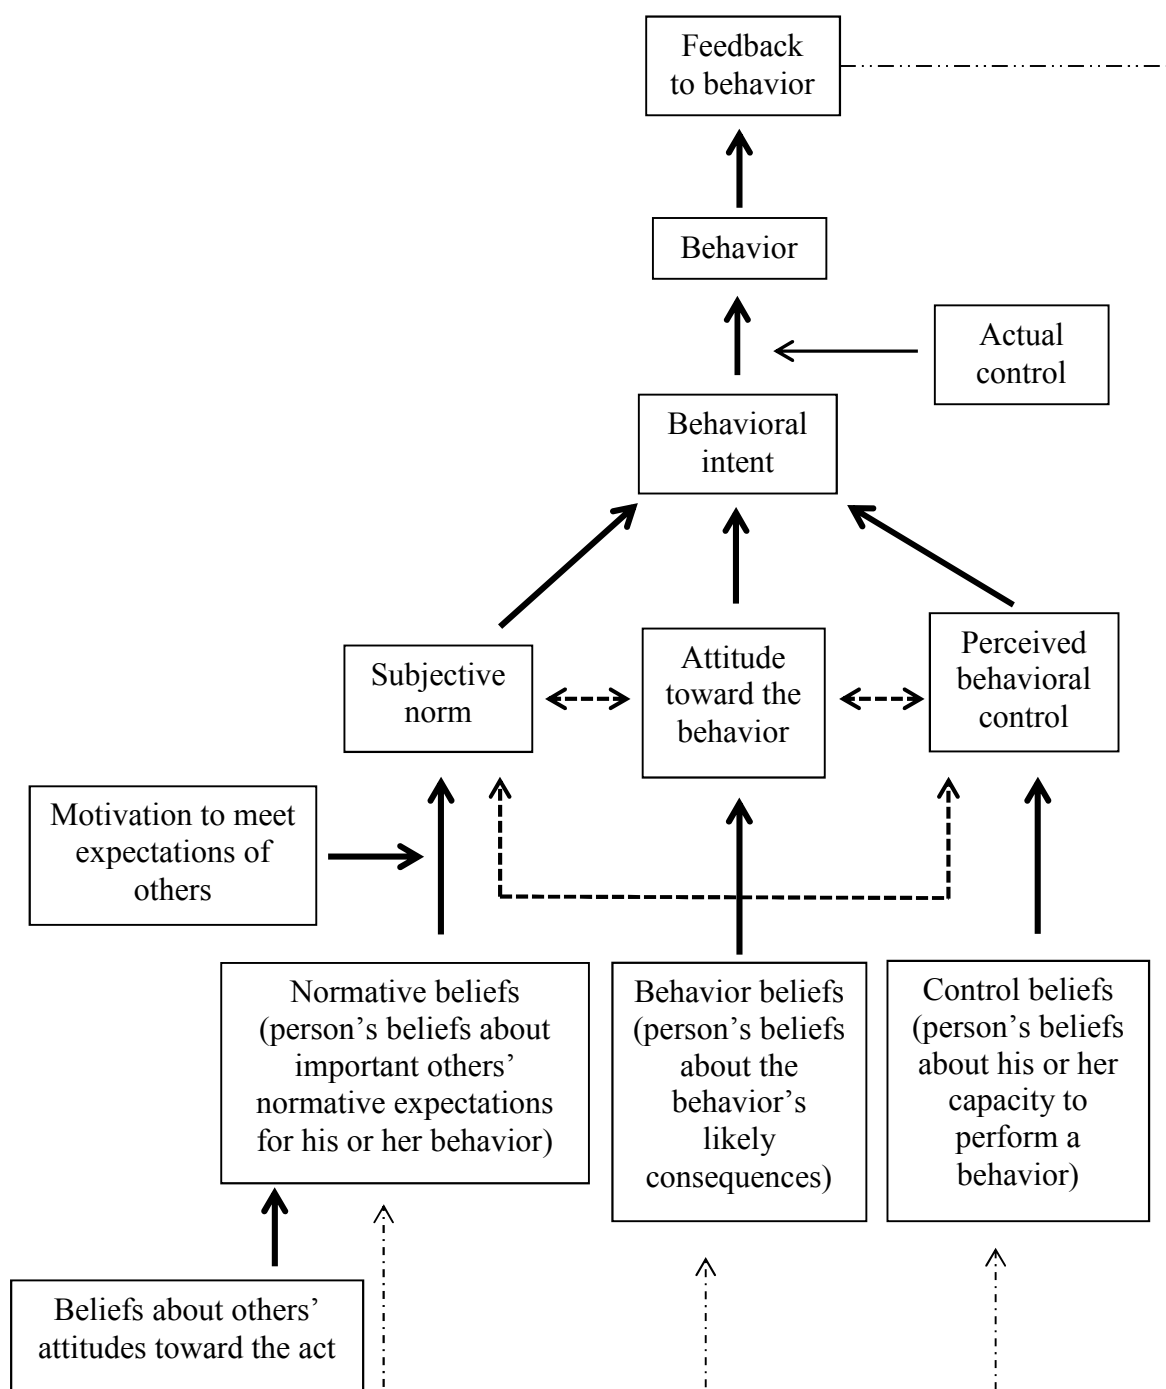 Feedback
to behavior
Behavior
Actual
control
Behavioral
intent
Subjective
norm
Attitude
toward the
behavior
Perceived
behavioral
control
Motivation to meet
expectations of
others
Normative beliefs
(person’s beliefs about
important others’
normative expectations
for his or her behavior)
Behavior beliefs
(person’s beliefs
about the
behavior’s
likely
consequences)
Control beliefs
(person’s beliefs
about his or her
capacity to
perform a
behavior)
Beliefs about others’
attitudes toward the act